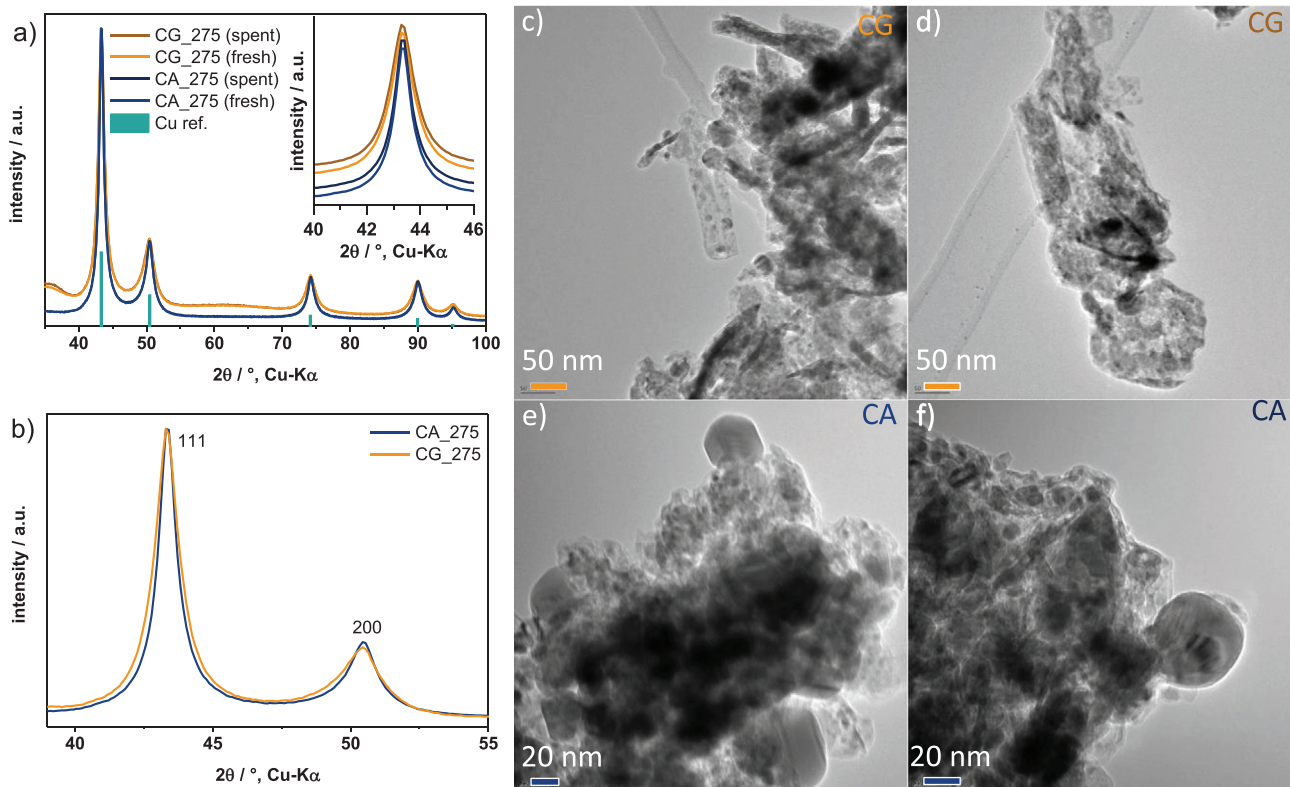 a)
intensity / a.u.
CG_275 (spent)
CG_275 (fresh)
CA_275 (spent)
CA_275 (fresh)
Cu ref.
intensity / a.u.
40 42 44 46
2θ / °, Cu-Kα
40 50 60 70 80 90 100
2θ / °, Cu-Kα
b)
intensity / a.u.
111
200
CA_275
CG_275
40 45 50 55
2θ / °, Cu-Kα
c)
CG
50 nm
50
d)
CG
50 nm
50
e)
CA
20 nm
f)
CA
20 nm